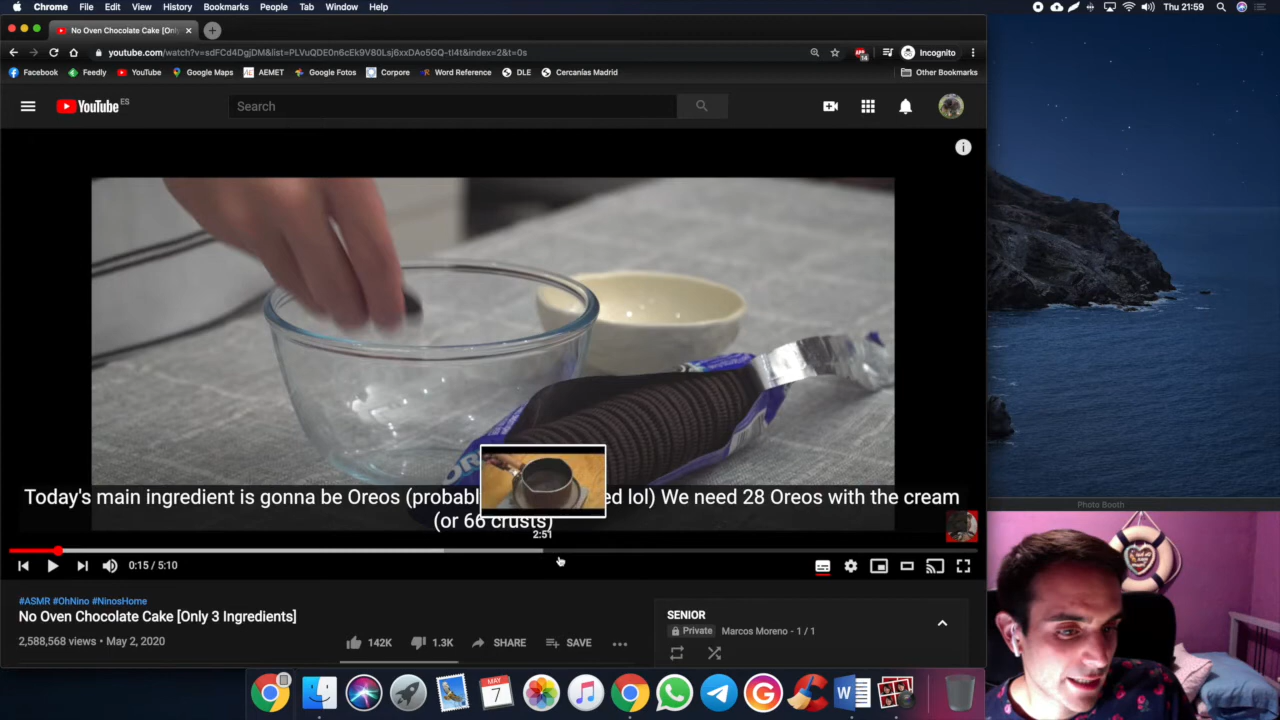 Chrome File Edit View History Bookmarks People Tab Window Help
Thu 21:59
No Oven Chocolate Cake [Onl
youtube.com/watch?v=sdFCd4DgjDM&list=PLVuQDE0n6cEk9V80Lsj6xxDAo5GQ-tl4t&index=2&t=0s
14
Incognito
Facebook Feedly YouTube Google Maps AEMET Google Fotos Corpore Word Reference DLE Cercanías Madrid Other Bookmarks
YouTube ES
Search
Today's main ingredient is gonna be Oreos (probabl ed lol) We need 28 Oreos with the cream
(or 66 crusts)
2:51
0:15 / 5:10
#ASMR #OhNino #NinosHome
No Oven Chocolate Cake [Only 3 Ingredients]
2,588,568 views • May 2, 2020
142K 1.3K SHARE SAVE
SENIOR
Private Marcos Moreno - 1 / 1
Photo Booth
MAY
7